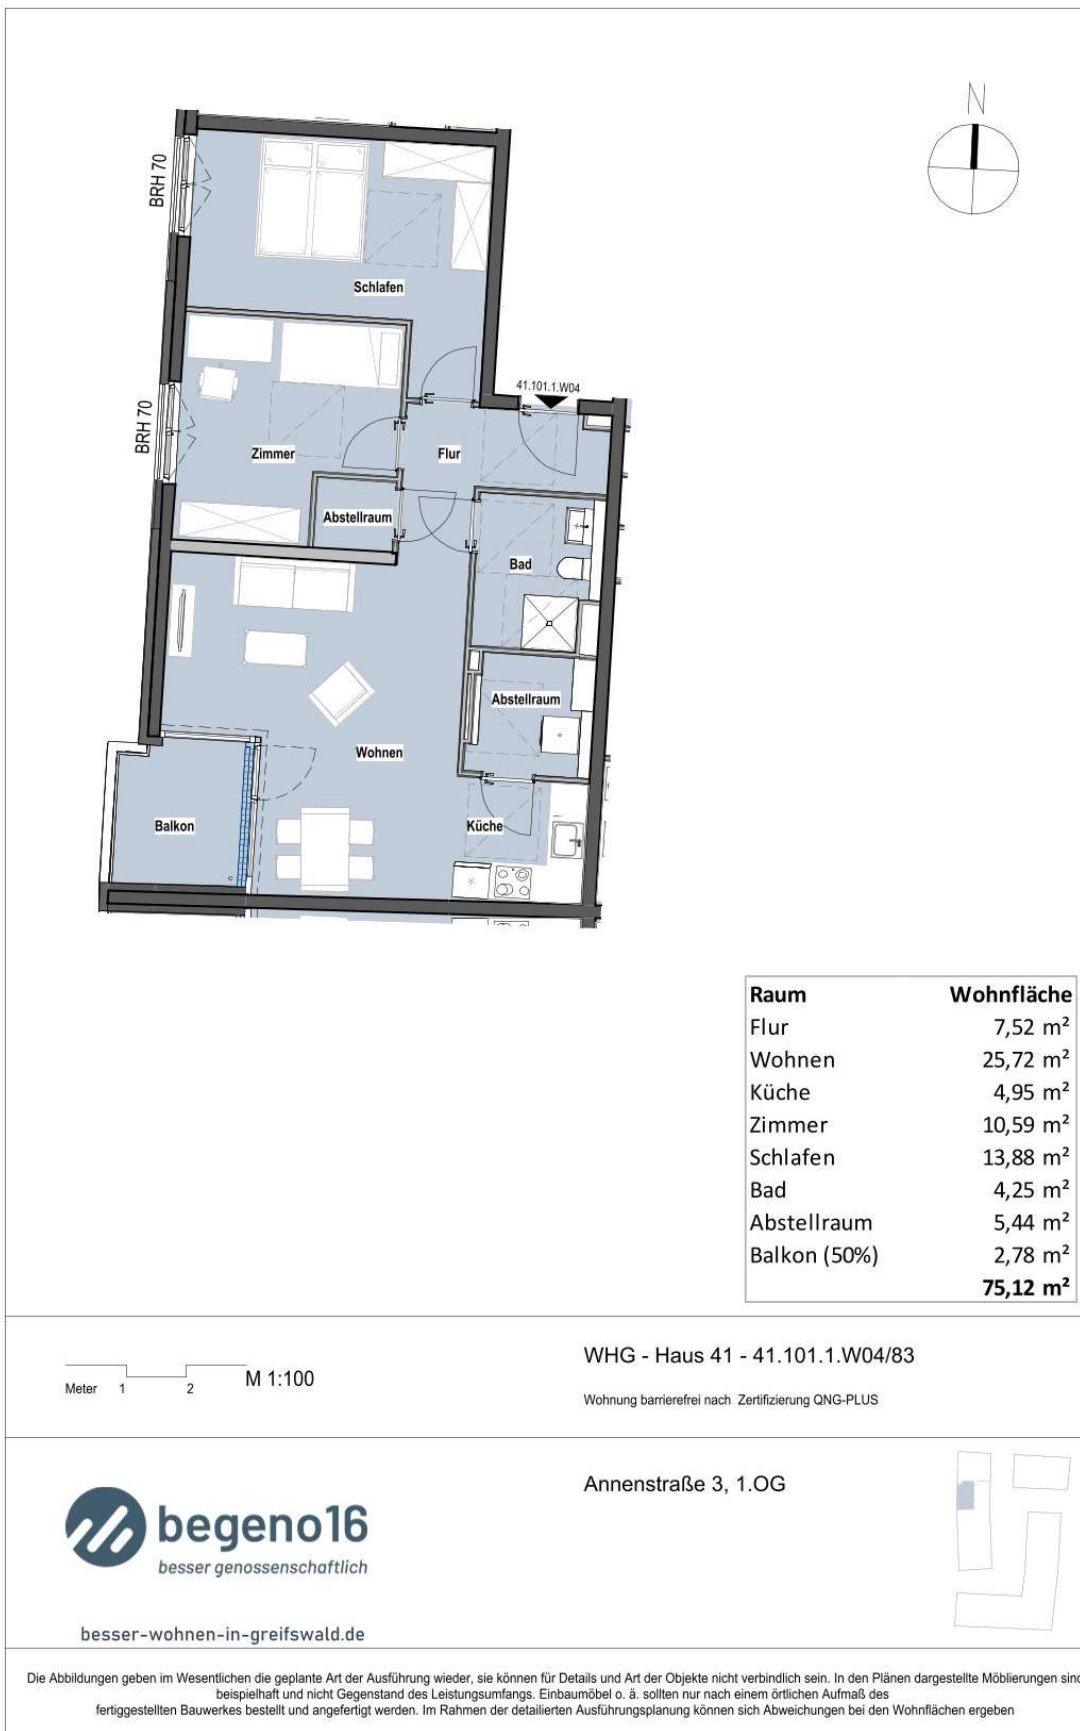 N
BRH 70
Schlafen
41.101.1.W04
BRH 70
Zimmer
Flur
Abstellraum
Bad
Abstellraum
Wohnen
Balkon
Küche
Raum Wohnfläche
Flur 7,52 m²
Wohnen 25,72 m²
Küche 4,95 m²
Zimmer 10,59 m²
Schlafen 13,88 m²
Bad 4,25 m²
Abstellraum 5,44 m²
Balkon (50%) 2,78 m²
75,12 m²
Meter 1 2 M 1:100
WHG - Haus 41 - 41.101.1.W04/83
Wohnung barrierefrei nach Zertifizierung QNG-PLUS
Annenstraße 3, 1.OG
begeno16
besser genossenschaftlich
besser-wohnen-in-greifswald.de
Die Abbildungen geben im Wesentlichen die geplante Art der Ausführung wieder, sie können für Details und Art der Objekte nicht verbindlich sein. In den Plänen dargestellte Möblierungen sind
beispielhaft und nicht Gegenstand des Leistungsumfangs. Einbaumöbel o. ä. sollten nur nach einem örtlichen Aufmaß des
fertiggestellten Bauwerkes bestellt und angefertigt werden. Im Rahmen der detailierten Ausführungsplanung können sich Abweichungen bei den Wohnflächen ergeben